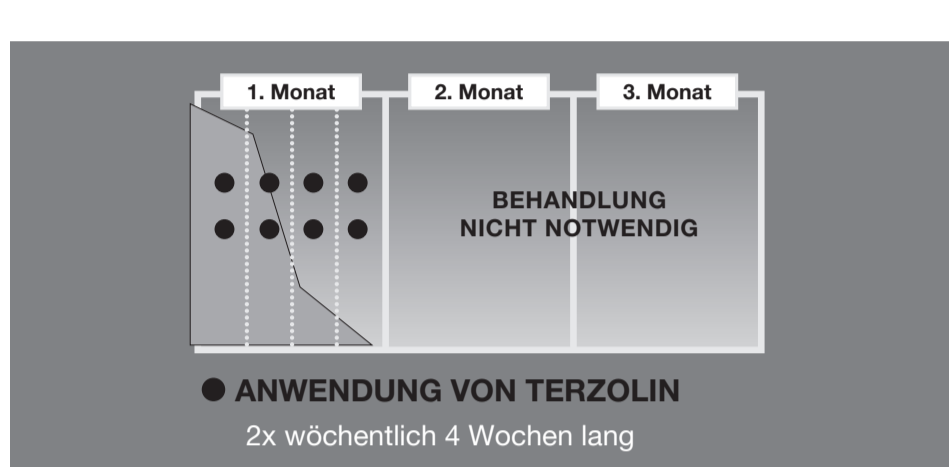 1. Monat
2. Monat
3. Monat
BEHANDLUNG
NICHT NOTWENDIG
ANWENDUNG VON TERZOLIN
2x wöchentlich 4 Wochen lang